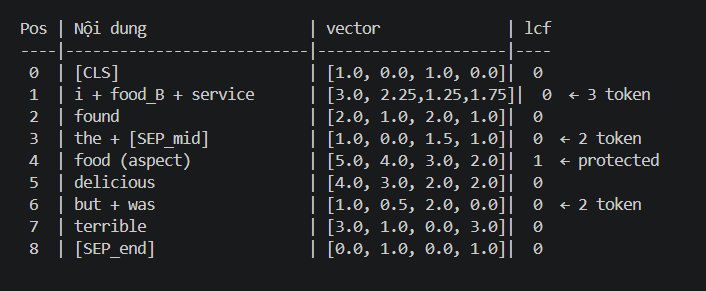 Pos | Nội dung | vector | lcf
----|--------------------------|--------------------|----
0 | [CLS] | [1.0, 0.0, 1.0, 0.0]| 0
1 | i + food_B + service | [3.0, 2.25,1.25,1.75]| 0 ← 3 token
2 | found | [2.0, 1.0, 2.0, 1.0]| 0
3 | the + [SEP_mid] | [1.0, 0.0, 1.5, 1.0]| 0 ← 2 token
4 | food (aspect) | [5.0, 4.0, 3.0, 2.0]| 1 ← protected
5 | delicious | [4.0, 3.0, 2.0, 2.0]| 0
6 | but + was | [1.0, 0.5, 2.0, 0.0]| 0 ← 2 token
7 | terrible | [3.0, 1.0, 0.0, 3.0]| 0
8 | [SEP_end] | [0.0, 1.0, 0.0, 1.0]| 0